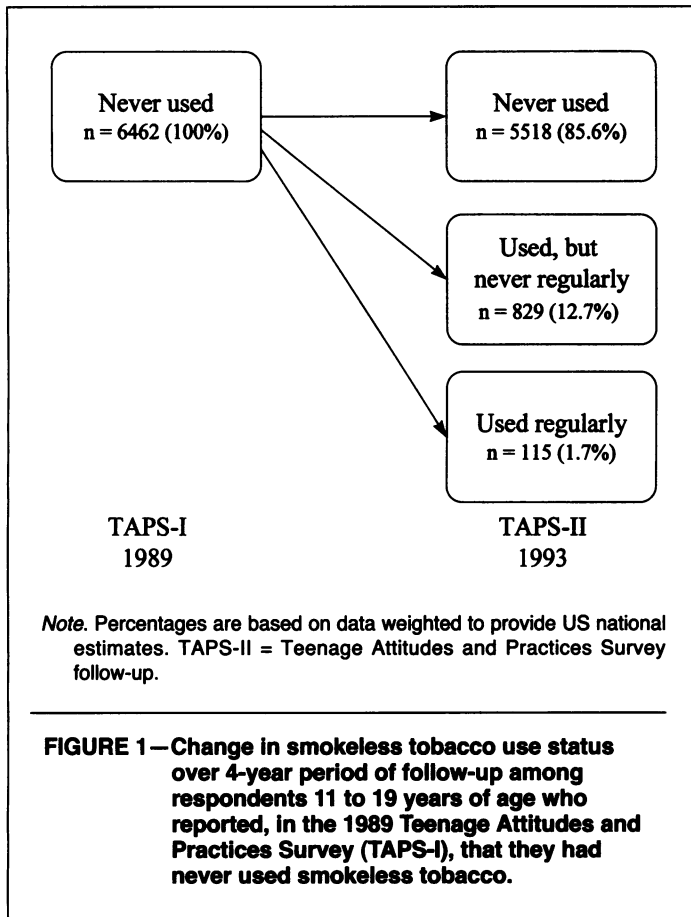 Never used
n = 6462 (100%)
Never used
n = 5518 (85.6%)
Used, but
never regularly
n = 829 (12.7%)
Used regularly
n = 115 (1.7%)
TAPS-I
1989
TAPS-II
1993
Note. Percentages are based on data weighted to provide US national
estimates. TAPS-II = Teenage Attitudes and Practices Survey
follow-up.
FIGURE 1—Change in smokeless tobacco use status
over 4-year period of follow-up among
respondents 11 to 19 years of age who
reported, in the 1989 Teenage Attitudes and
Practices Survey (TAPS-I), that they had
never used smokeless tobacco.